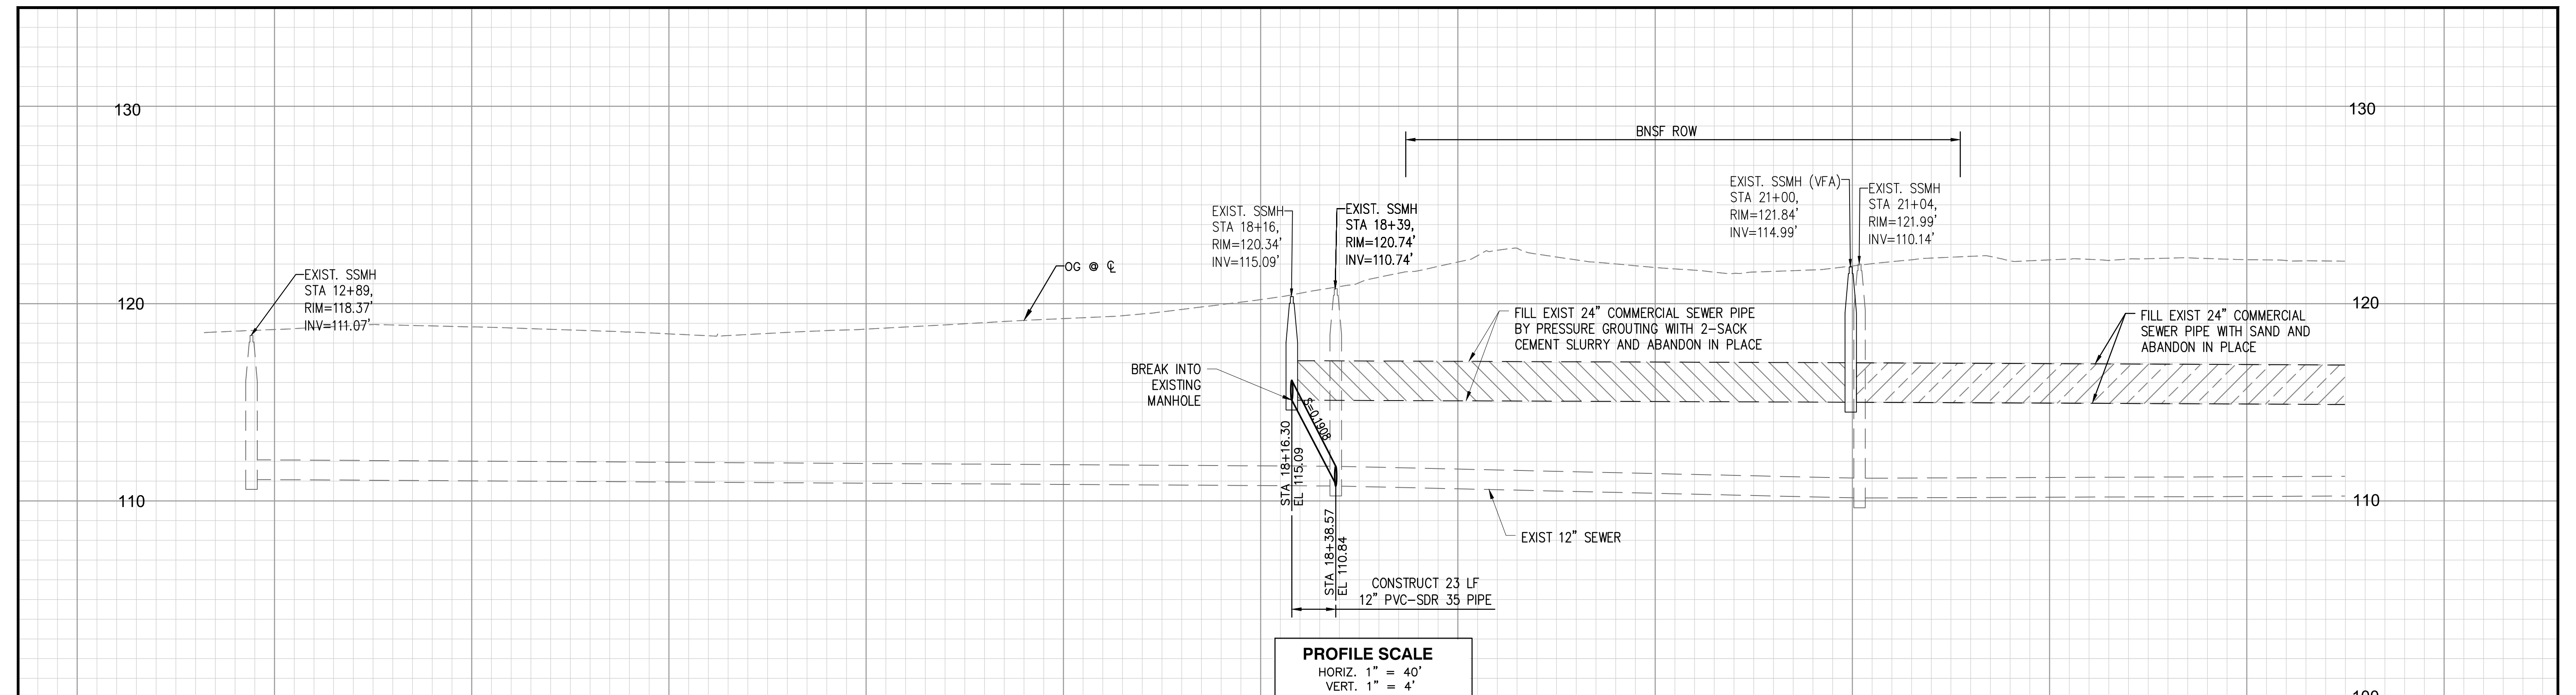 130
130
BNSF ROW
EXIST. SSMH (VFA)
STA 21+00,
RIM=121.84'
INV=114.99'
EXIST. SSMH
STA 21+04,
RIM=121.99'
INV=110.14'
EXIST. SSMH
STA 18+16,
RIM=120.34'
INV=115.09'
EXIST. SSMH
STA 18+39,
RIM=120.74'
INV=110.74'
OG @ ℄
EXIST. SSMH
STA 12+89,
RIM=118.37'
INV=111.07'
120
120
FILL EXIST 24" COMMERCIAL SEWER PIPE
BY PRESSURE GROUTING WITH 2-SACK
CEMENT SLURRY AND ABANDON IN PLACE
FILL EXIST 24" COMMERCIAL
SEWER PIPE WITH SAND AND
ABANDON IN PLACE
BREAK INTO
EXISTING
MANHOLE
S=0.1908
STA 18+16.30
EL 115.09
110
110
STA 18+38.57
EL 110.84
EXIST 12" SEWER
CONSTRUCT 23 LF
12" PVC-SDR 35 PIPE
PROFILE SCALE
HORIZ. 1" = 40'
VERT. 1" = 4'